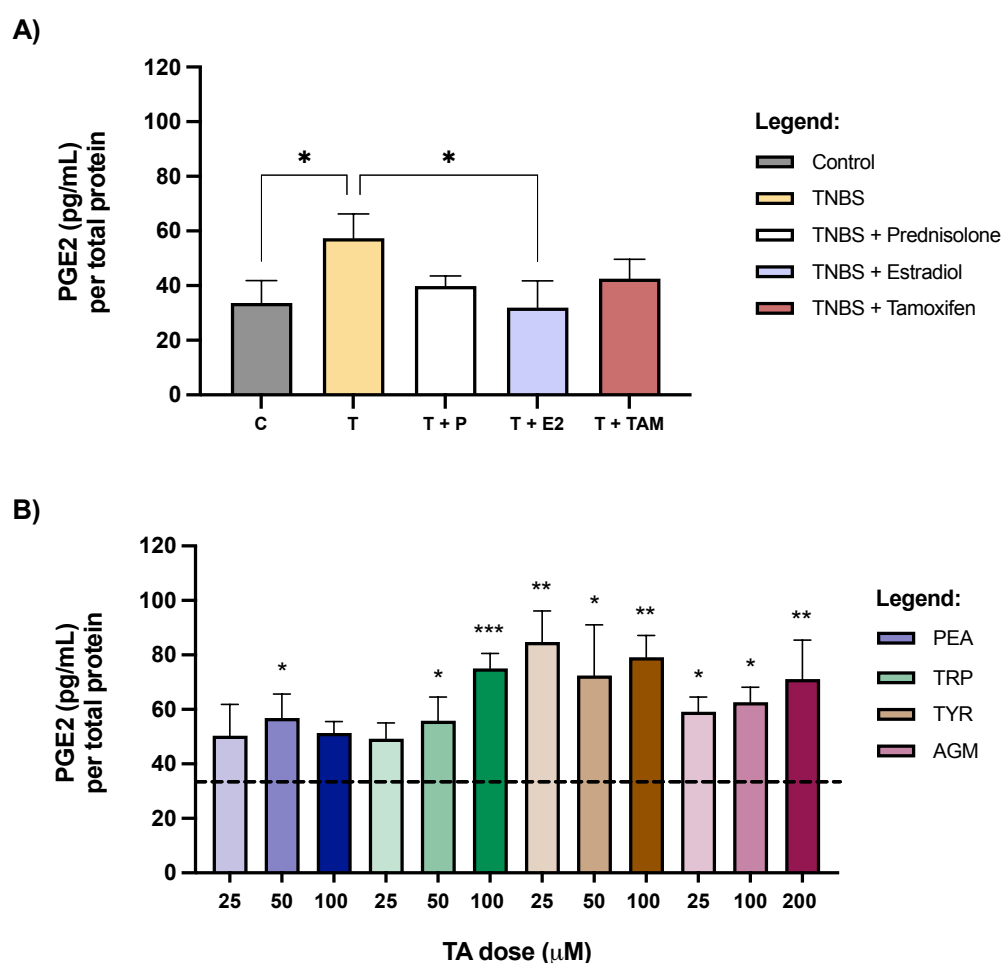 A)
120
100
80
60
40
20
0
PGE2 (pg/mL)
per total protein
*
*
C
T
T + P
T + E2
T + TAM
Legend:
Control
TNBS
TNBS + Prednisolone
TNBS + Estradiol
TNBS + Tamoxifen
B)
120
100
80
60
40
20
0
PGE2 (pg/mL)
per total protein
*
*
***
**
*
**
*
*
**
25
50
100
25
50
100
25
50
100
25
100
200
TA dose (μM)
Legend:
PEA
TRP
TYR
AGM